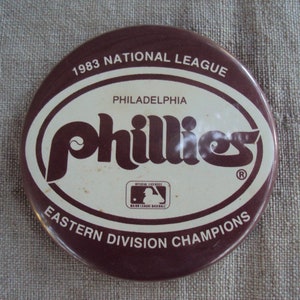 1983 NATIONAL LEAGUE
PHILADELPHIA
phillies
®
EASTERN DIVISION CHAMPIONS